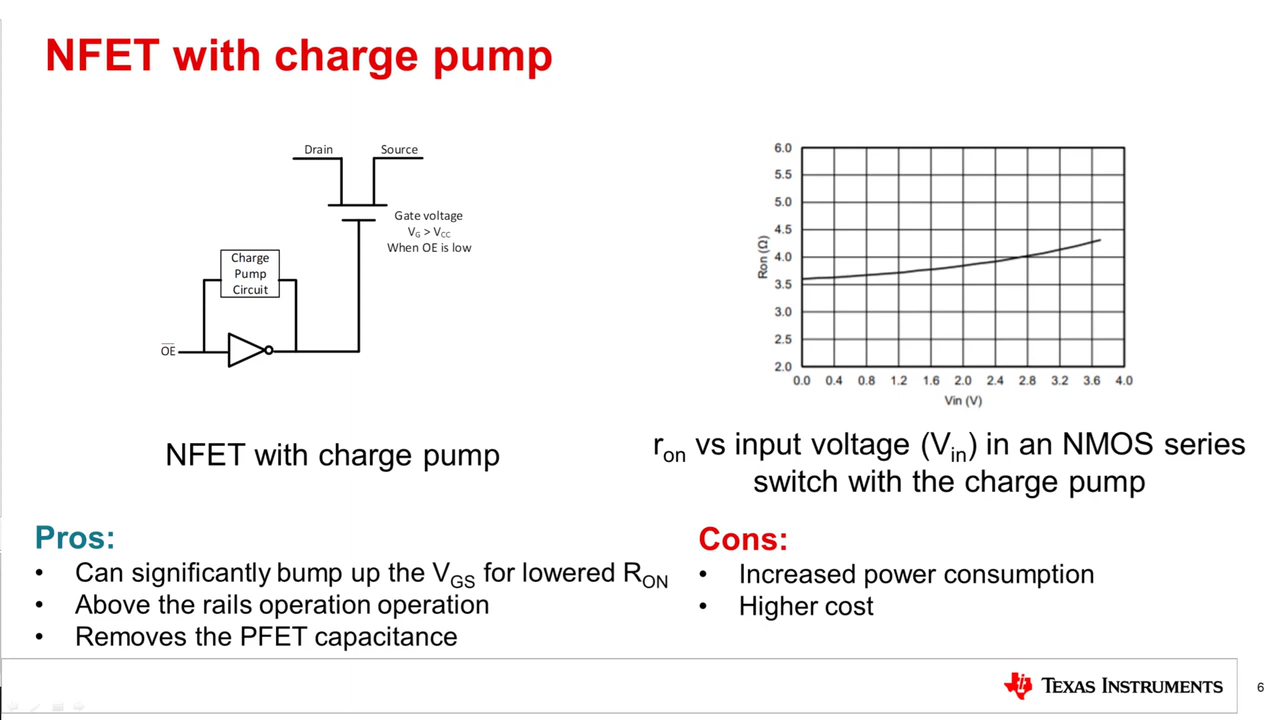 NFET with charge pump
Drain
Source
Gate voltage
VG > VCC
When OE is low
Charge
Pump
Circuit
OE
6.0
5.5
5.0
4.5
4.0
3.5
3.0
2.5
2.0
Ron (Ω)
0.0 0.4 0.8 1.2 1.6 2.0 2.4 2.8 3.2 3.6 4.0
Vin (V)
NFET with charge pump
ron vs input voltage (Vin) in an NMOS series
switch with the charge pump
Pros:
• Can significantly bump up the VGS for lowered RON
• Above the rails operation operation
• Removes the PFET capacitance
Cons:
• Increased power consumption
• Higher cost
TEXAS INSTRUMENTS
6